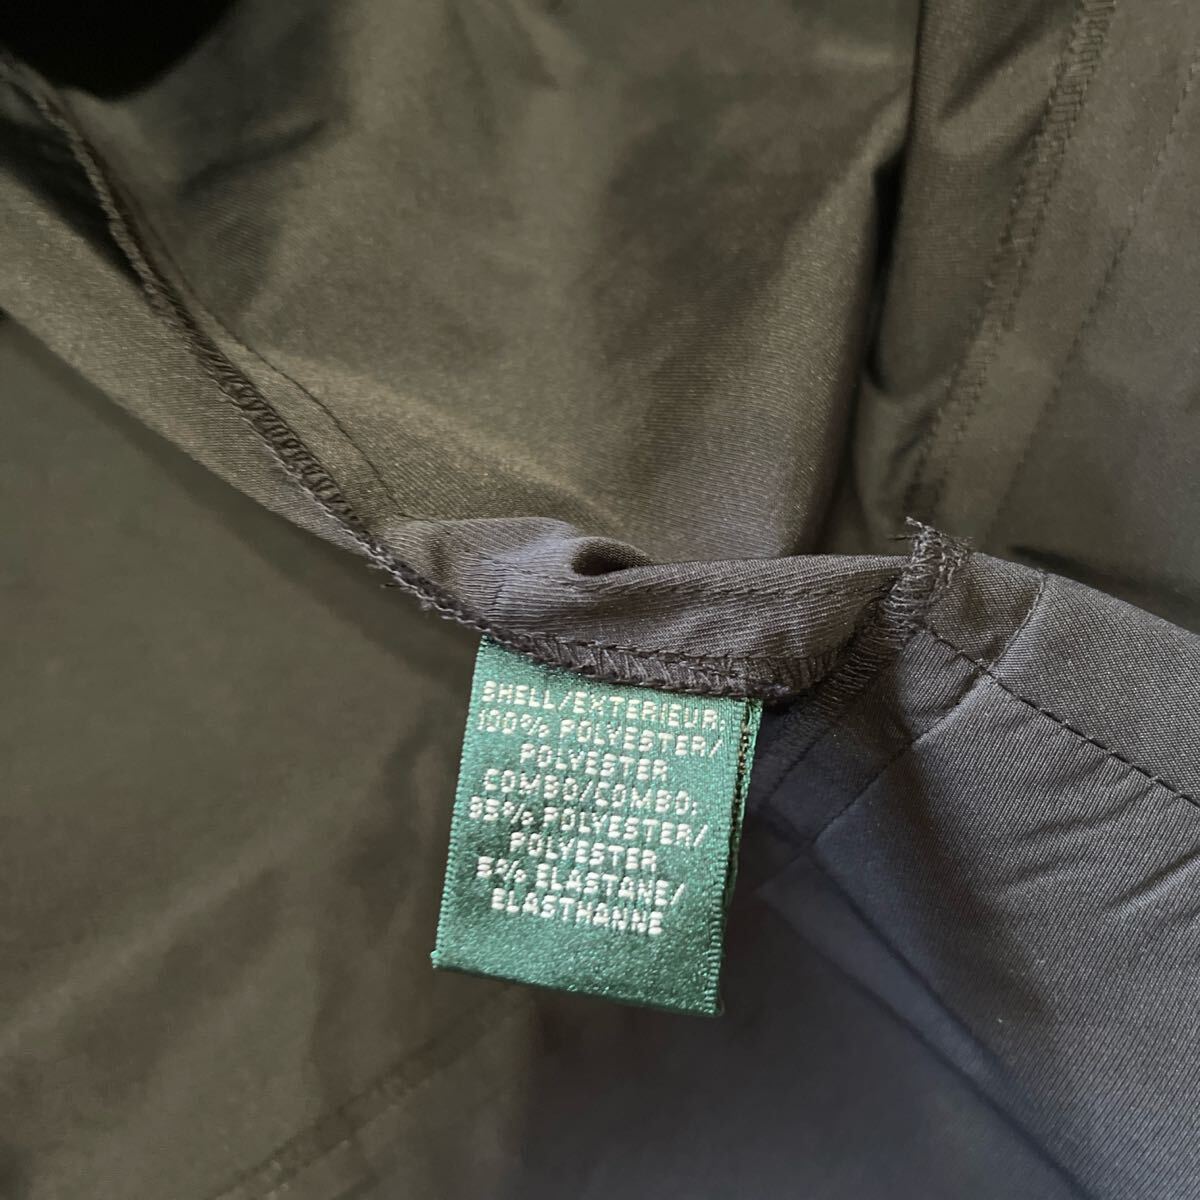 SHELL/EXTERIEUR:
100% POLYESTER/
POLYESTER
COMBO/COMBO:
95% POLYESTER/
POLYESTER
5% ELASTANE/
ELASTHANNE